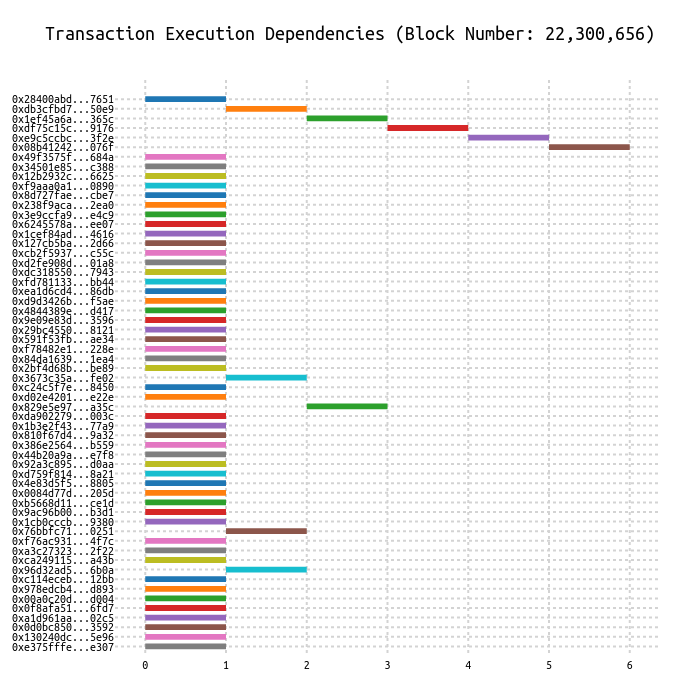 Transaction Execution Dependencies (Block Number: 22,300,656)
0x28400abd...7651
0xdb3cfbd7...50e9
0x1ef45a6a...365c
0xdf75c15c...9176
0xe9c5ccbc...3f2e
0x08b41242...076f
0x49f3575f...684a
0x34501e85...c388
0x12b2932c...6625
0xf9aaa0a1...0890
0x8d727fae...cbe7
0x238f9aca...2ea0
0x3e9ccfa9...e4c9
0x6245578a...ee07
0x1cef84ad...4616
0x127cb5ba...2d66
0xcb2f5937...c55c
0xd2fe908d...01a8
0xdc318550...7943
0xfd781133...bb44
0xea1d6cd4...86db
0xd9d3426b...f5ae
0x4844389e...d417
0x9e09e83d...3596
0x29bc4550...8121
0x591f53fb...ae34
0xf78482e1...228e
0x84da1639...1ea4
0x2bf4d68b...be89
0x3673c35a...fe02
0xc24c5f7e...8450
0xd02e4201...e22e
0x829e5e97...a35c
0xda902279...003c
0x1b3e2f43...77a9
0x810f67d4...9a32
0x386e2564...b559
0x44b20a9a...e7f8
0x92a3c895...d0aa
0xd759f814...8a21
0x4e83d5f5...8805
0x0084d77d...205d
0xb5668d11...ce1d
0x9ac96b00...b3d1
0x1cb0cccb...9380
0x76bbfc71...0251
0xf76ac931...4f7c
0xa3c27323...2f22
0xca249115...a43b
0x96d32ad5...6b0a
0xc114eceb...12bb
0x978edcb4...d893
0x00a0c20d...d004
0x0f8afa51...6fd7
0xa1d961aa...02c5
0x0d0bc850...3592
0x130240dc...5e96
0xe375fffe...e307
0 1 2 3 4 5 6